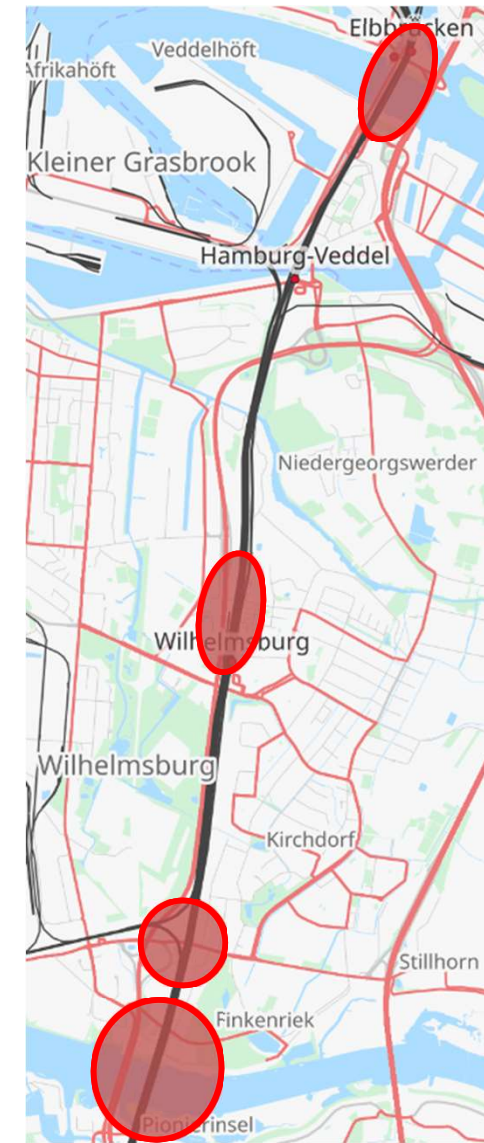 Elbbrücken
Veddelhöft
Afrikahöft
Kleiner Grasbrook
Hamburg-Veddel
Niedergeorgswerder
Wilhelmsburg
Wilhelmsburg
Kirchdorf
Stillhorn
Finkenriek
Pionierinsel